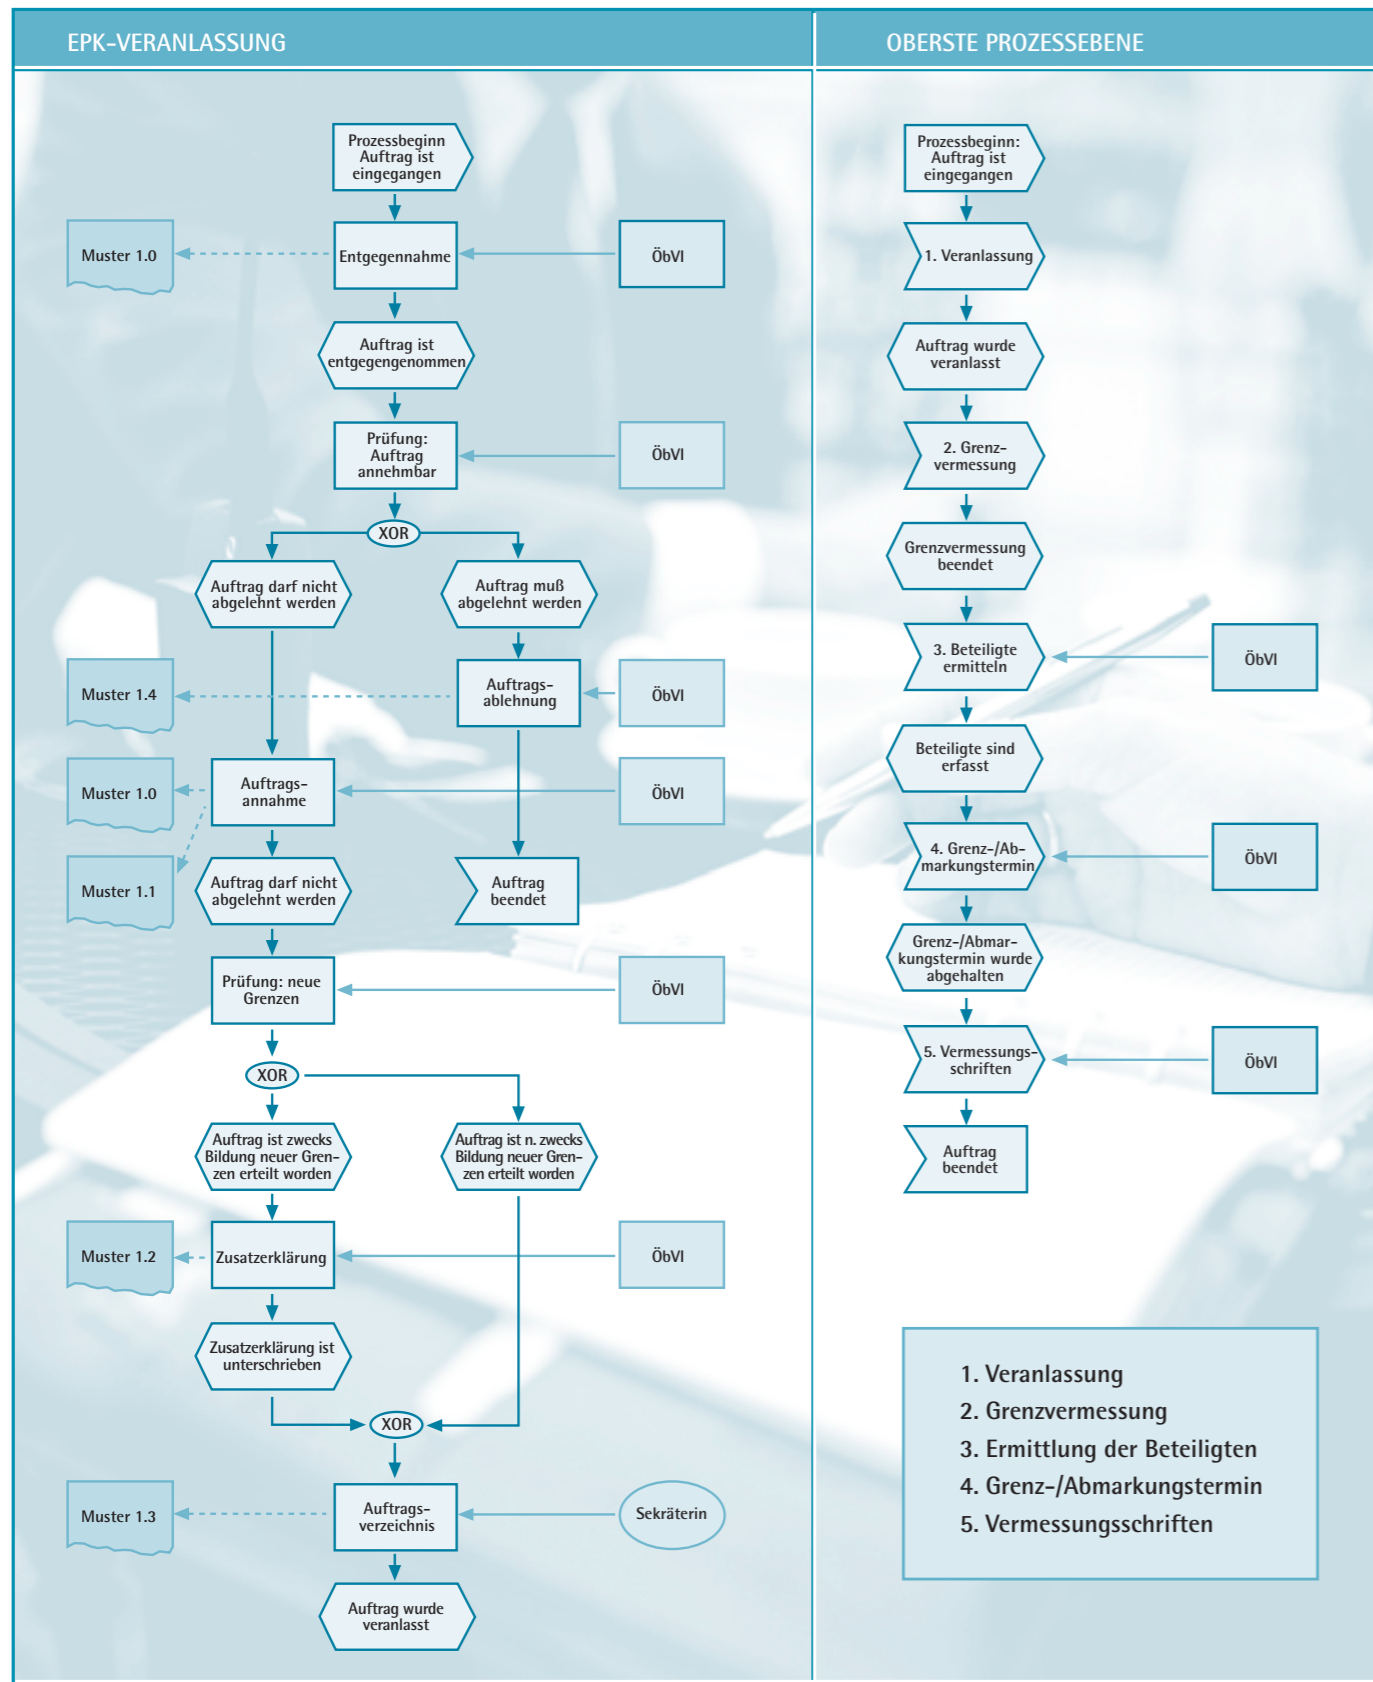 EPK-VERANLASSUNG
Prozessbeginn
Auftrag ist
eingegangen
Muster 1.0
Entgegennahme
ÖbVI
Auftrag ist
entgegengenommen
Prüfung:
Auftrag
annehmbar
ÖbVI
XOR
Auftrag darf nicht
abgelehnt werden
Auftrag muß
abgelehnt werden
Muster 1.4
Auftrags-
ablehnung
ÖbVI
Muster 1.0
Auftrags-
annahme
ÖbVI
Muster 1.1
Auftrag darf nicht
abgelehnt werden
Auftrag
beendet
Prüfung: neue
Grenzen
ÖbVI
XOR
Auftrag ist zwecks
Bildung neuer Gren-
zen erteilt worden
Auftrag ist n. zwecks
Bildung neuer Gren-
zen erteilt worden
Muster 1.2
Zusatzerklärung
ÖbVI
Zusatzerklärung ist
unterschrieben
XOR
Muster 1.3
Auftrags-
verzeichnis
Sekräterin
Auftrag wurde
veranlasst
OBERSTE PROZESSEBENE
Prozessbeginn:
Auftrag ist
eingegangen
1. Veranlassung
Auftrag wurde
veranlasst
2. Grenz-
vermessung
Grenzvermessung
beendet
3. Beteiligte
ermitteln
ÖbVI
Beteiligte sind
erfasst
4. Grenz-/Ab-
markungstermin
ÖbVI
Grenz-/Abmar-
kungstermin wurde
abgehalten
5. Vermessungs-
schriften
ÖbVI
Auftrag
beendet
1. Veranlassung
2. Grenzvermessung
3. Ermittlung der Beteiligten
4. Grenz-/Abmarkungstermin
5. Vermessungsschriften